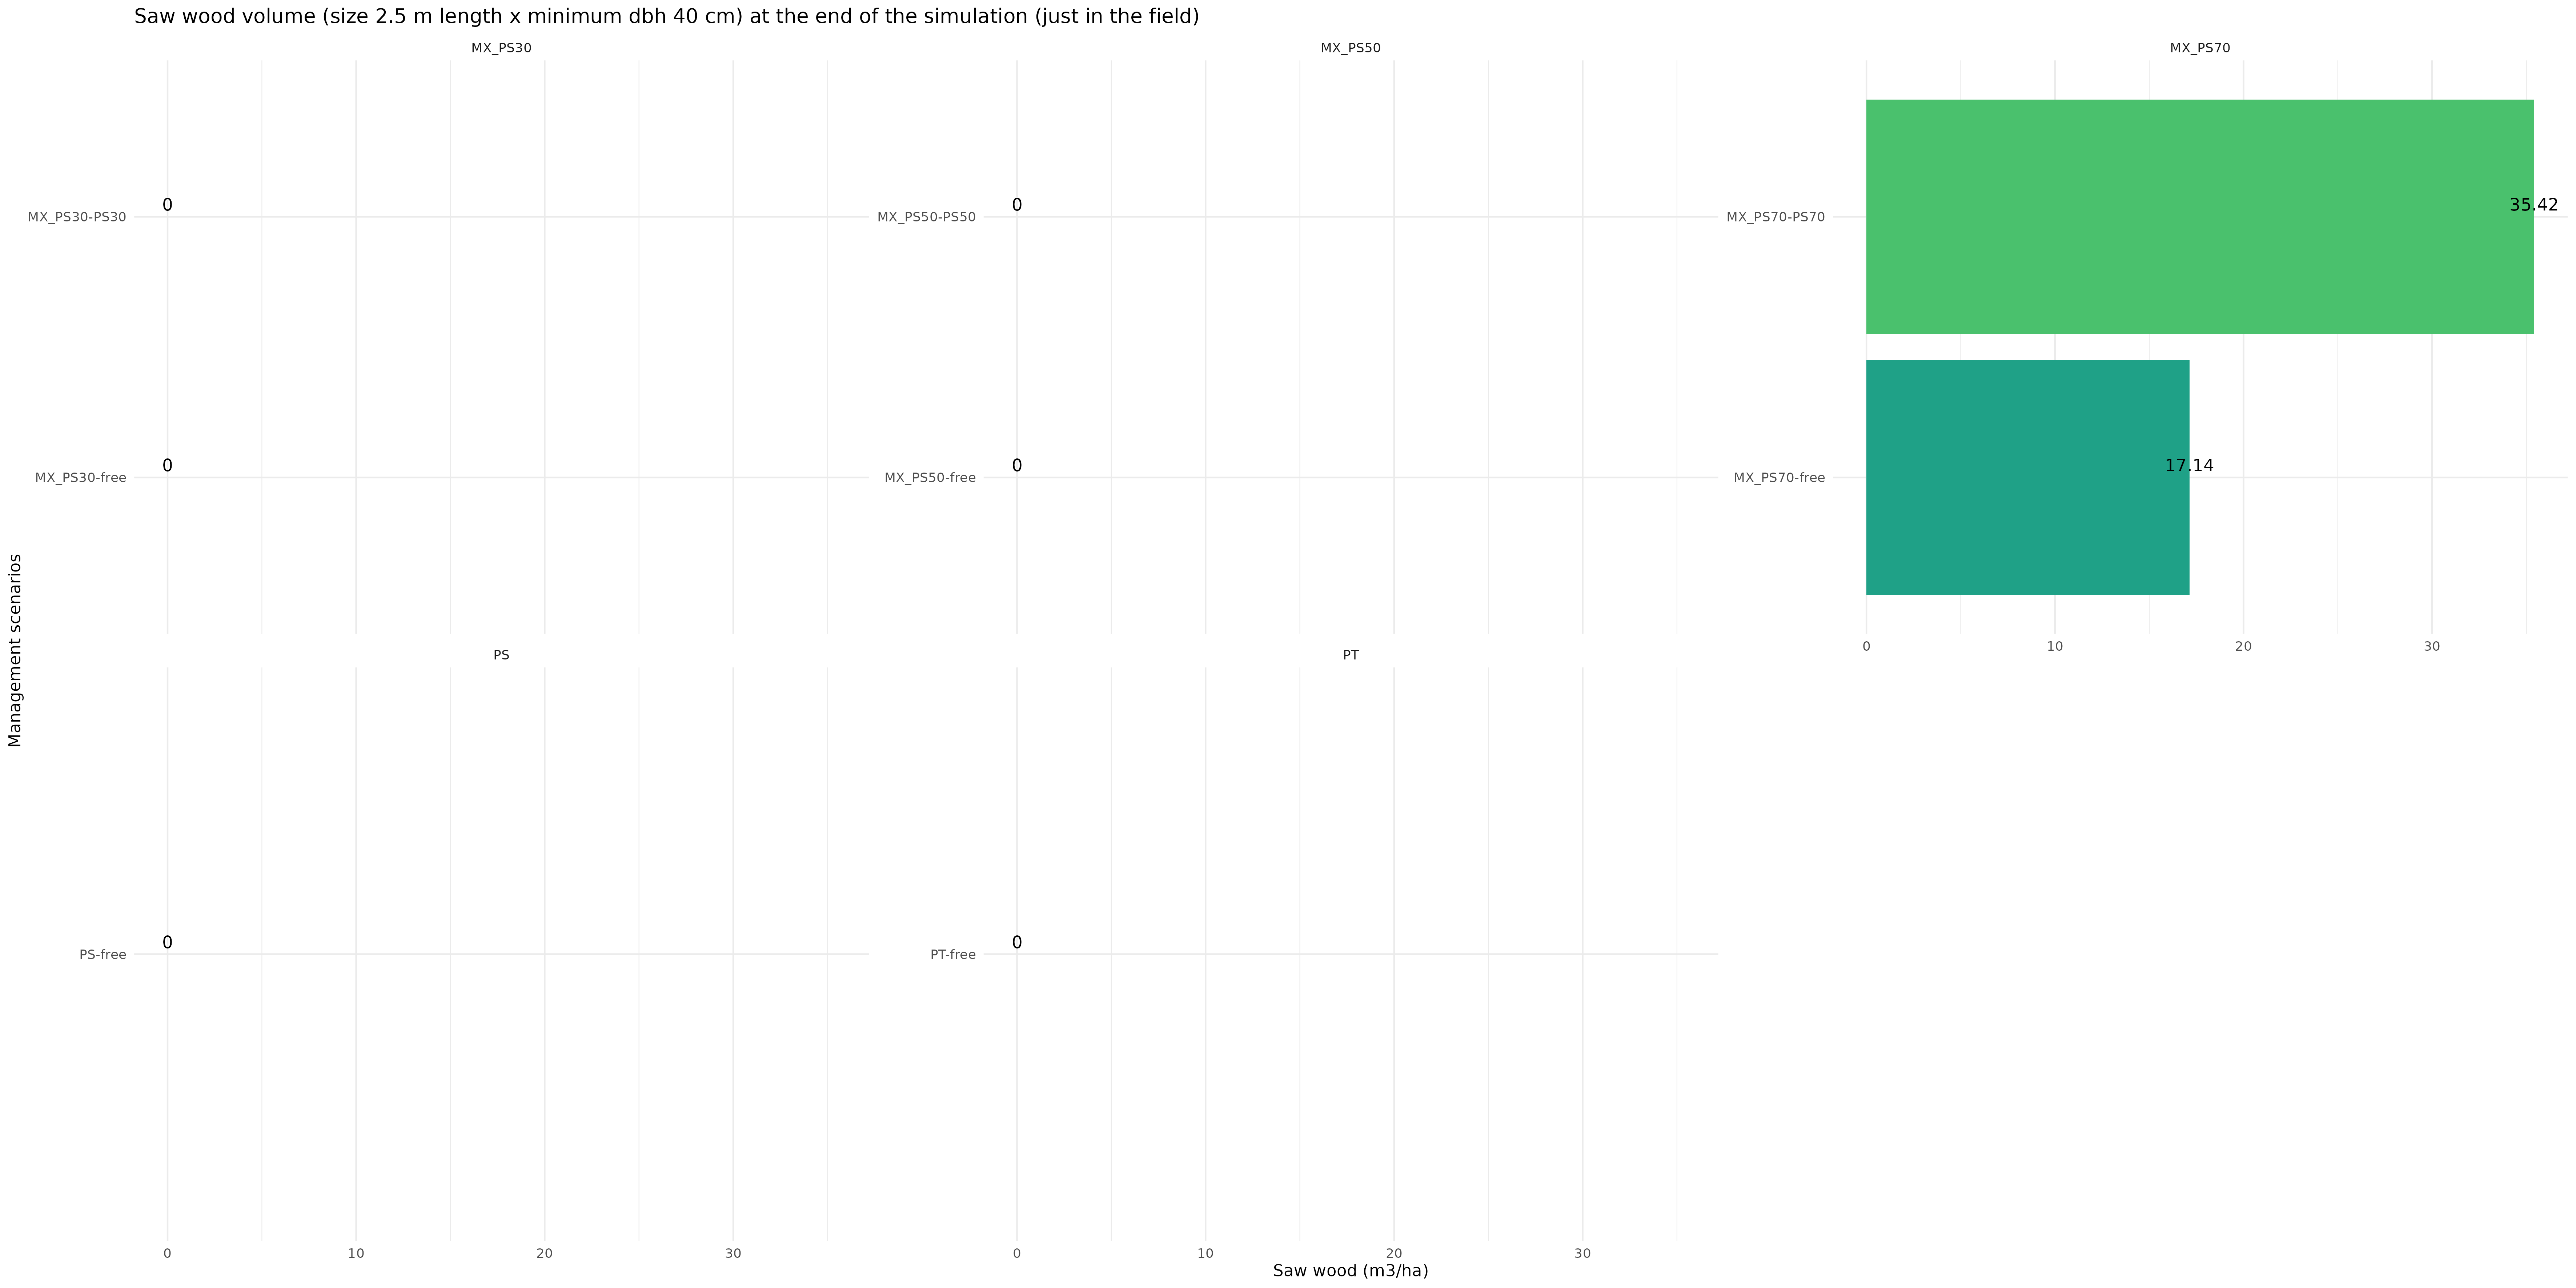 Saw wood volume (size 2.5 m length x minimum dbh 40 cm) at the end of the simulation (just in the field)
MX_PS30
MX_PS50
MX_PS70
MX_PS30-PS30
0
MX_PS50-PS50
0
MX_PS70-PS70
35.42
MX_PS30-free
0
MX_PS50-free
0
MX_PS70-free
17.14
0 10 20 30
Management scenarios
PS
PT
PS-free
0
PT-free
0
0 10 20 30
0 10 20 30
Saw wood (m3/ha)